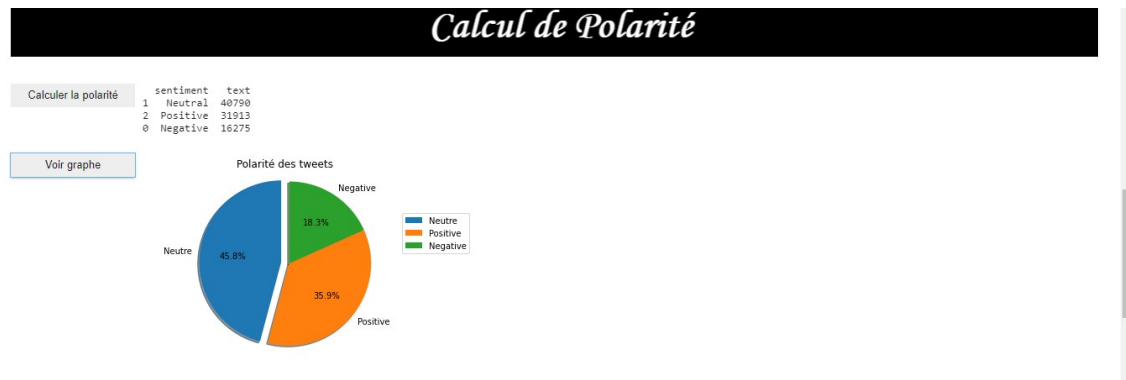 Calcul de Polarité
Calculer la polarité
sentiment text
1 Neutral 40790
2 Positive 31913
0 Negative 16275
Voir graphe
Polarité des tweets
Negative
18.3%
Neutre
45.8%
35.9%
Positive
Neutre
Positive
Negative